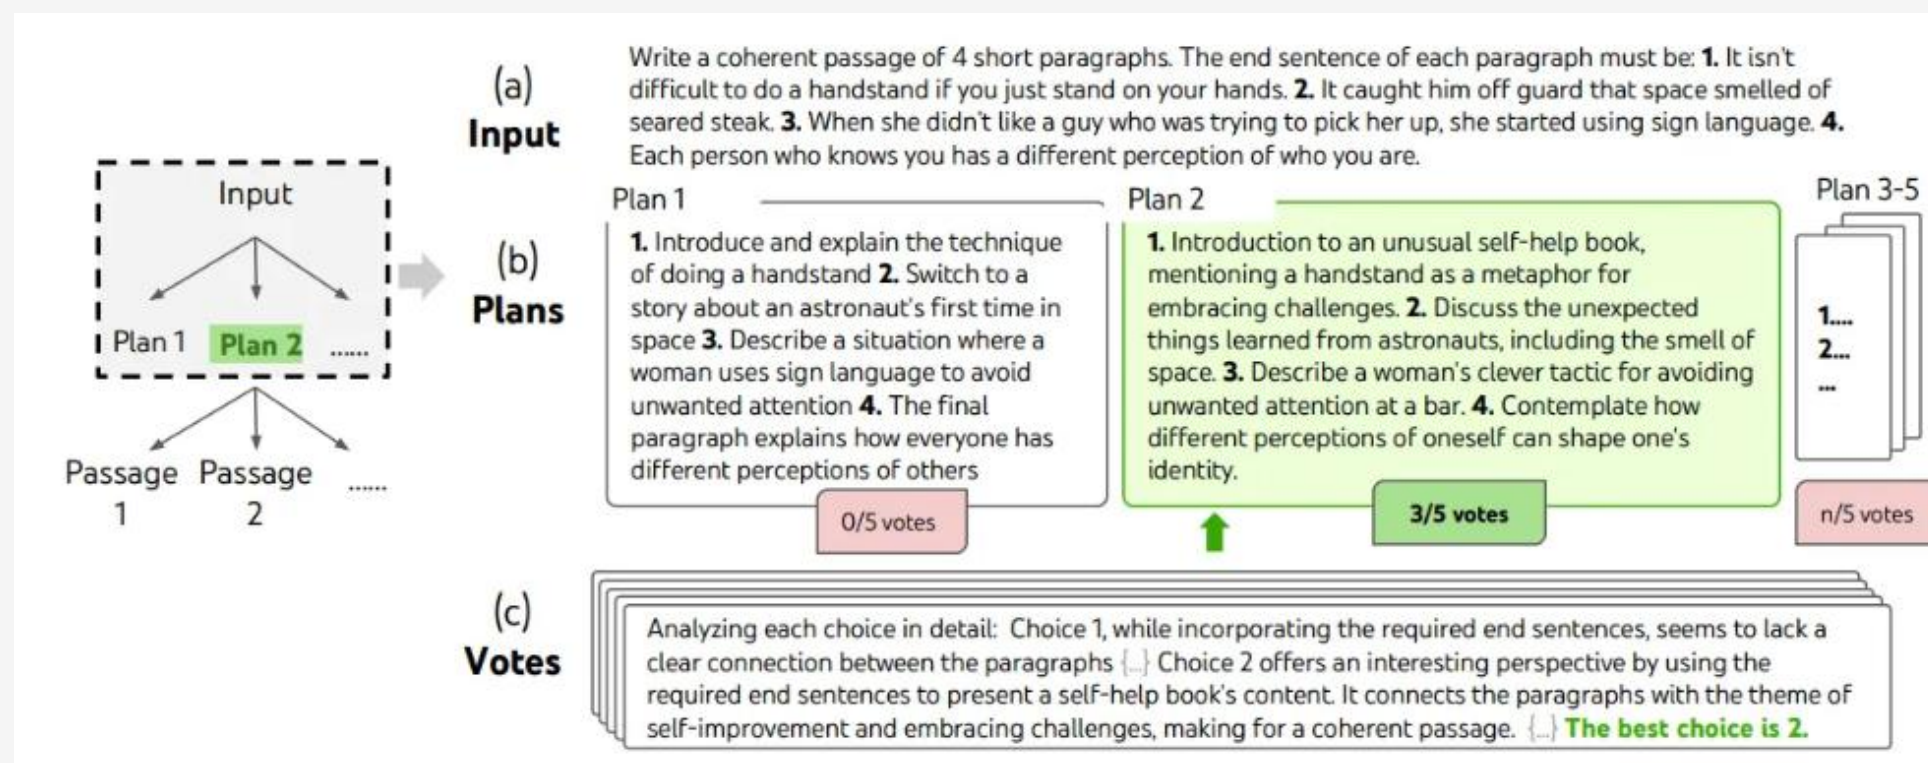 (a)
Input
Write a coherent passage of 4 short paragraphs. The end sentence of each paragraph must be: 1. It isn't
difficult to do a handstand if you just stand on your hands. 2. It caught him off guard that space smelled of
seared steak. 3. When she didn't like a guy who was trying to pick her up, she started using sign language. 4.
Each person who knows you has a different perception of who you are.
Input
Plan 1
Plan 2
......
Passage
1
Passage
2
......
(b)
Plans
Plan 1
1. Introduce and explain the technique
of doing a handstand 2. Switch to a
story about an astronaut's first time in
space 3. Describe a situation where a
woman uses sign language to avoid
unwanted attention 4. The final
paragraph explains how everyone has
different perceptions of others
0/5 votes
Plan 2
1. Introduction to an unusual self-help book,
mentioning a handstand as a metaphor for
embracing challenges. 2. Discuss the unexpected
things learned from astronauts, including the smell of
space. 3. Describe a woman's clever tactic for avoiding
unwanted attention at a bar. 4. Contemplate how
different perceptions of oneself can shape one's
identity.
3/5 votes
Plan 3-5
1....
2...
...
n/5 votes
(c)
Votes
Analyzing each choice in detail: Choice 1, while incorporating the required end sentences, seems to lack a
clear connection between the paragraphs {...} Choice 2 offers an interesting perspective by using the
required end sentences to present a self-help book's content. It connects the paragraphs with the theme of
self-improvement and embracing challenges, making for a coherent passage. {...} The best choice is 2.